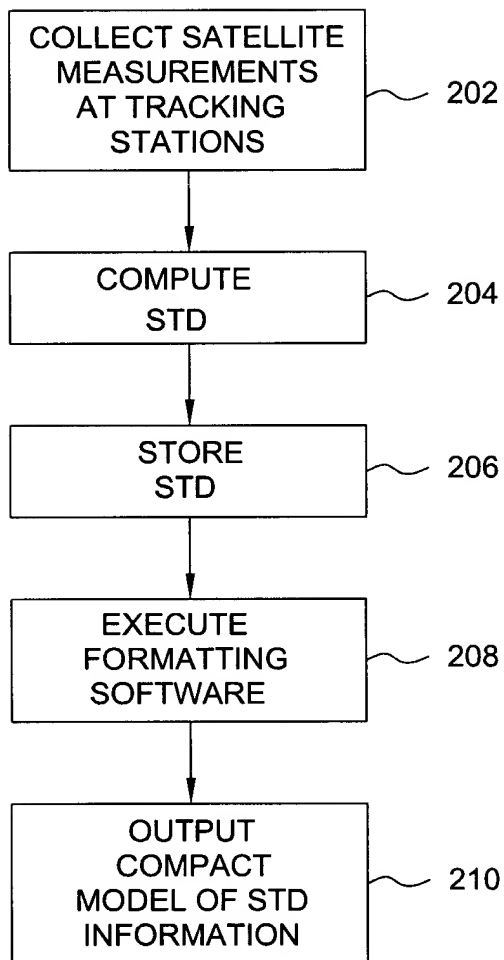 COLLECT SATELLITE
MEASUREMENTS
AT TRACKING
STATIONS
202
COMPUTE
STD
204
STORE
STD
206
EXECUTE
FORMATTING
SOFTWARE
208
OUTPUT
COMPACT
MODEL OF STD
INFORMATION
210